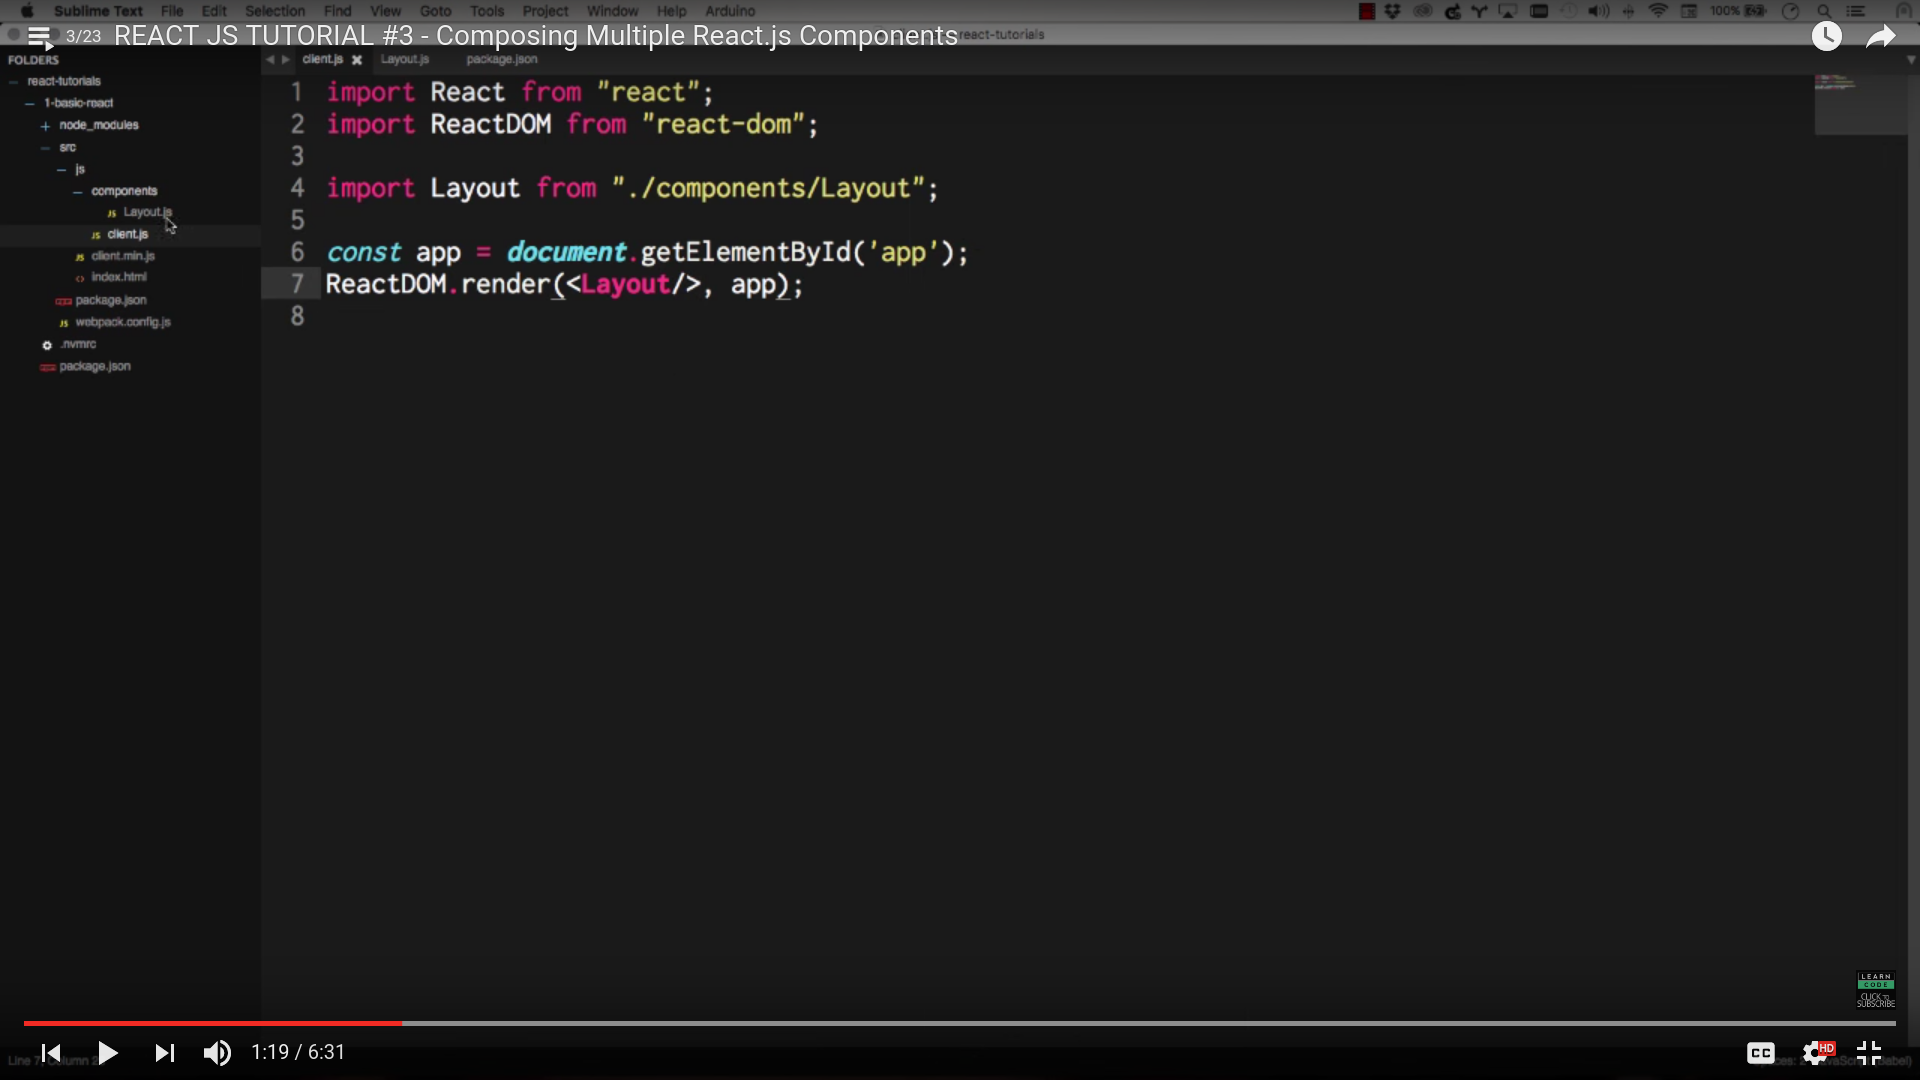 Sublime Text File Edit Selection Find View Goto Tools Project Window Help Arduino 100%
3/23 REACT JS TUTORIAL #3 - Composing Multiple React.js Components react-tutorials
FOLDERS
react-tutorials
1-basic-react
node_modules
src
js
components
JS Layout.js
JS client.js
JS client.min.js
index.html
package.json
JS webpack.config.js
.nvmrc
package.json
client.js Layout.js package.json
1 import React from "react";
2 import ReactDOM from "react-dom";
3
4 import Layout from "./components/Layout";
5
6 const app = document.getElementById('app');
7 ReactDOM.render(<Layout/>, app);
8
LEARN
CODE
CLICK TO
SUBSCRIBE
1:19 / 6:31
CC
HD